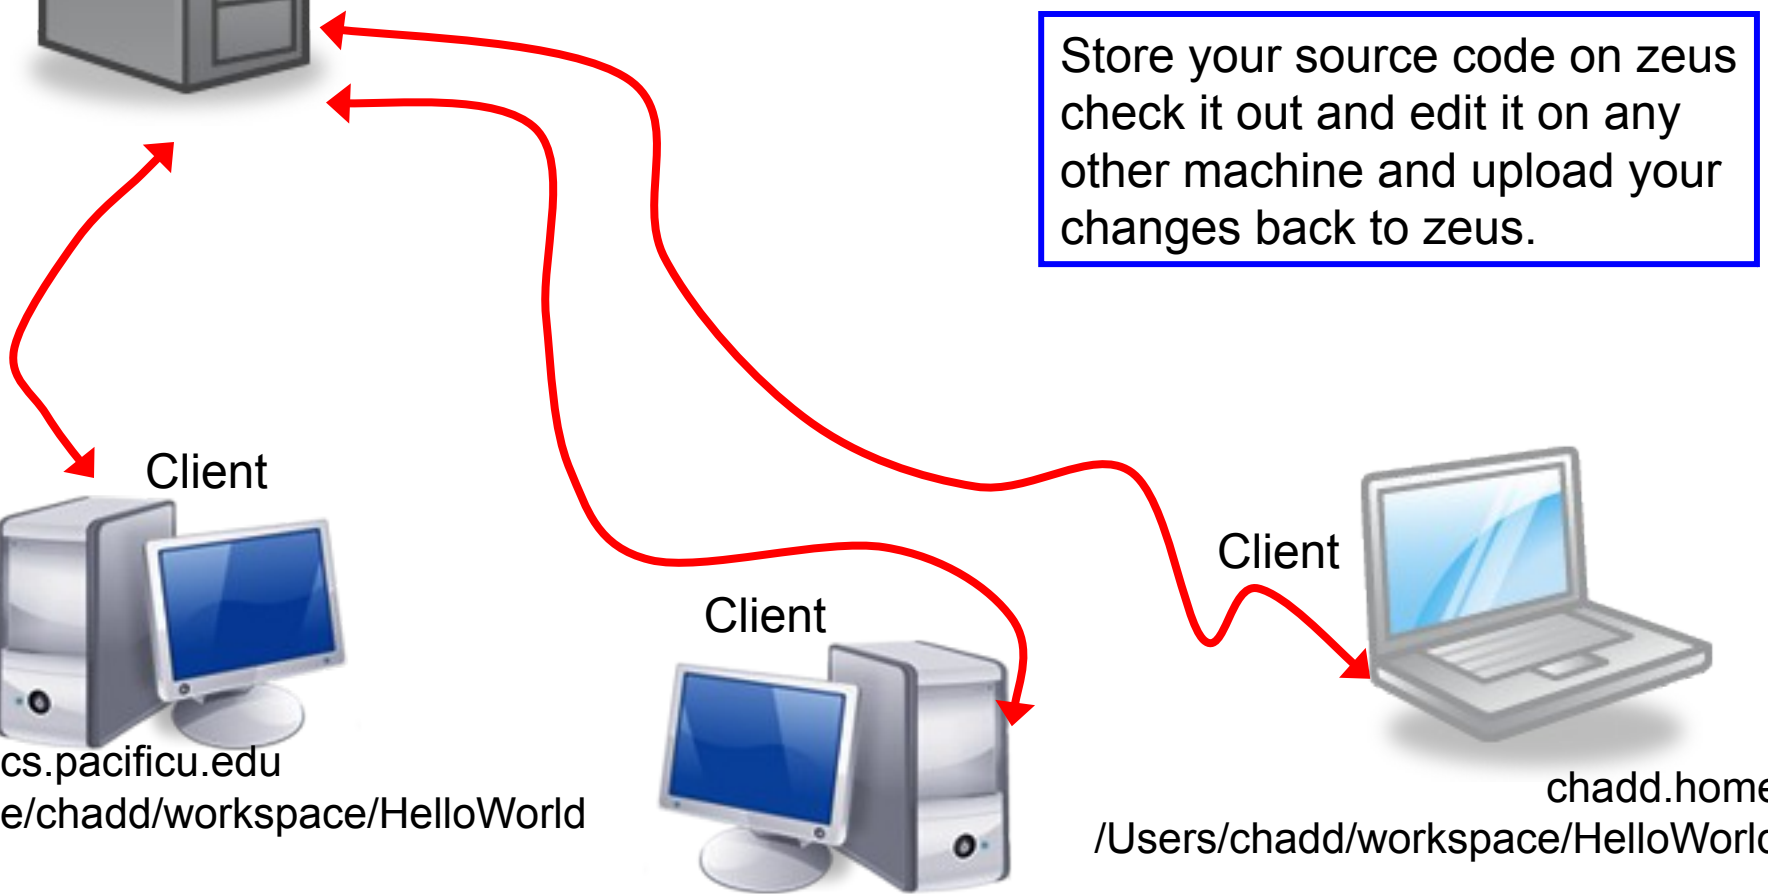 Store your source code on zeus
check it out and edit it on any
other machine and upload your
changes back to zeus.
Client
Client
Client
cs.pacificu.edu
e/chadd/workspace/HelloWorld
chadd.home
/Users/chadd/workspace/HelloWorld